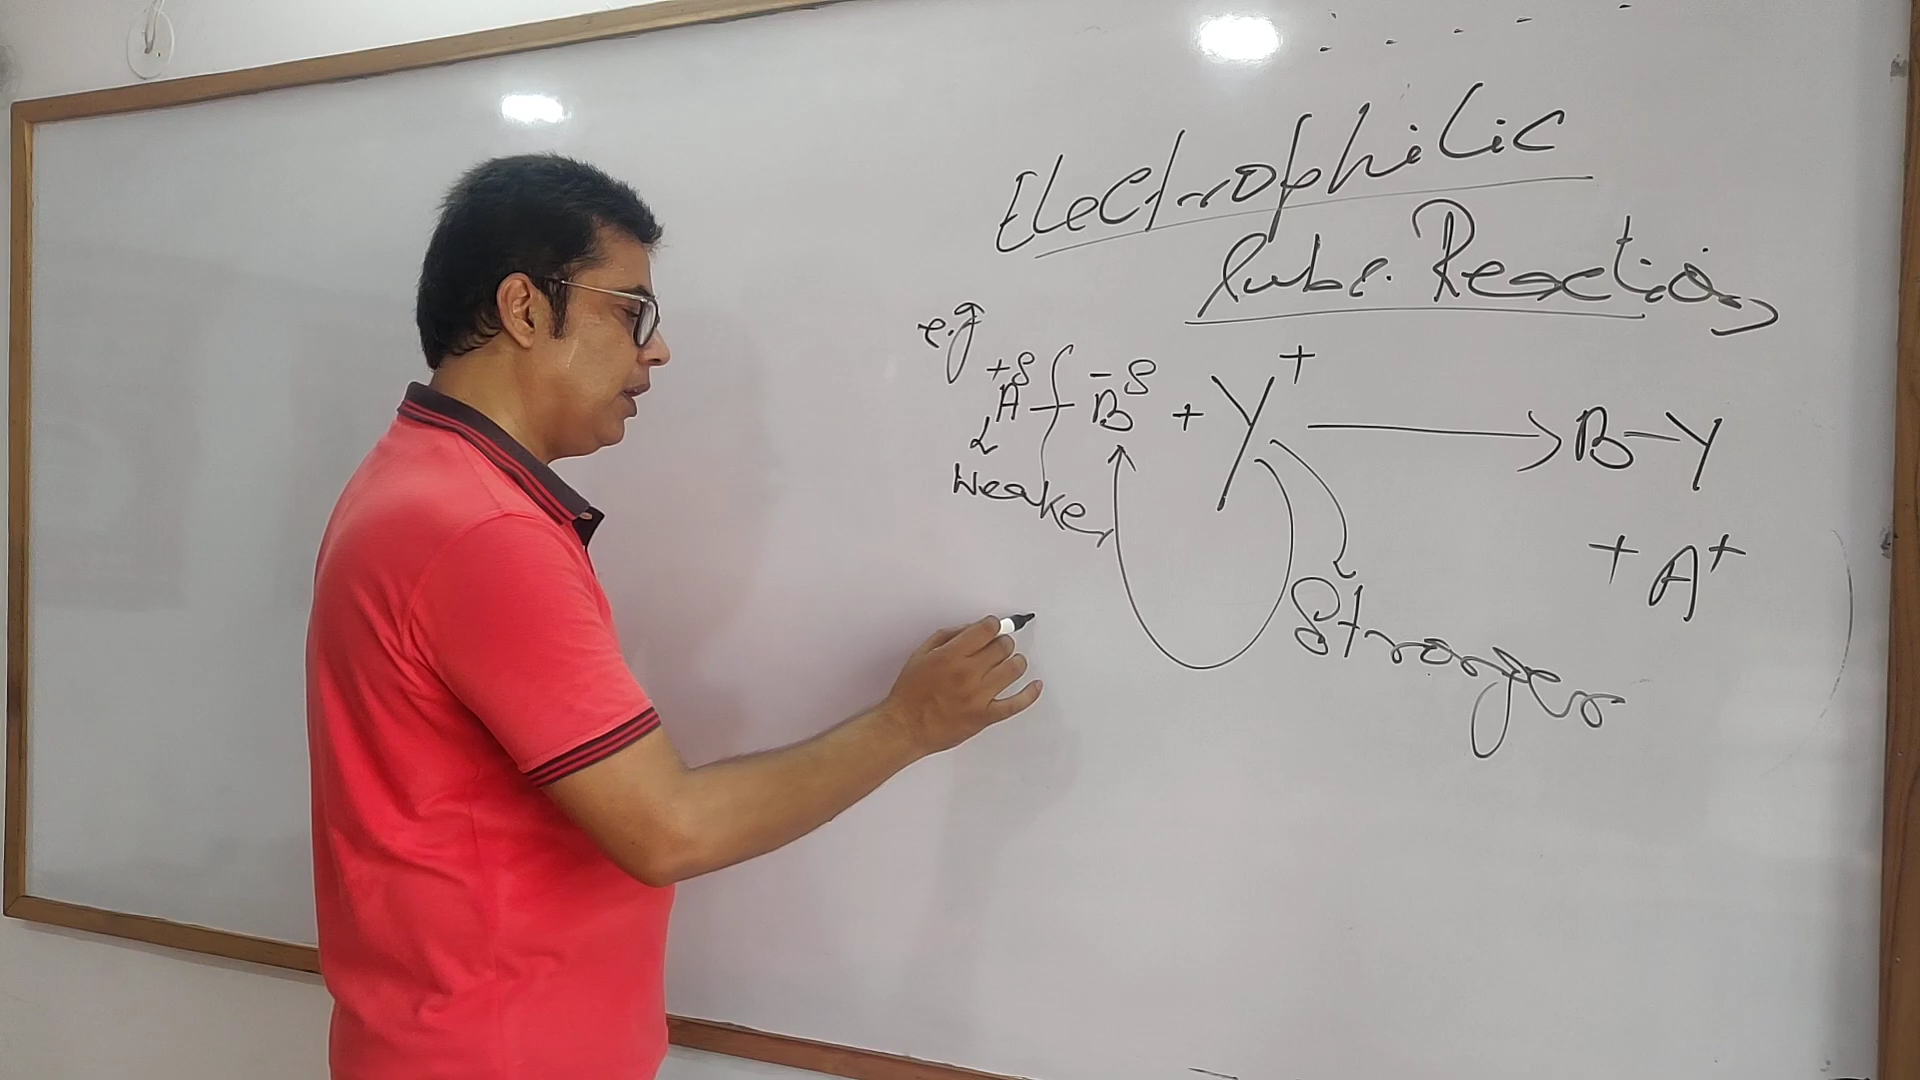 Electrophilic
Subs. Reaction
e.g
+δ -δ
A-B + Y+ → B-Y
Weaker
+ A+
Stronger